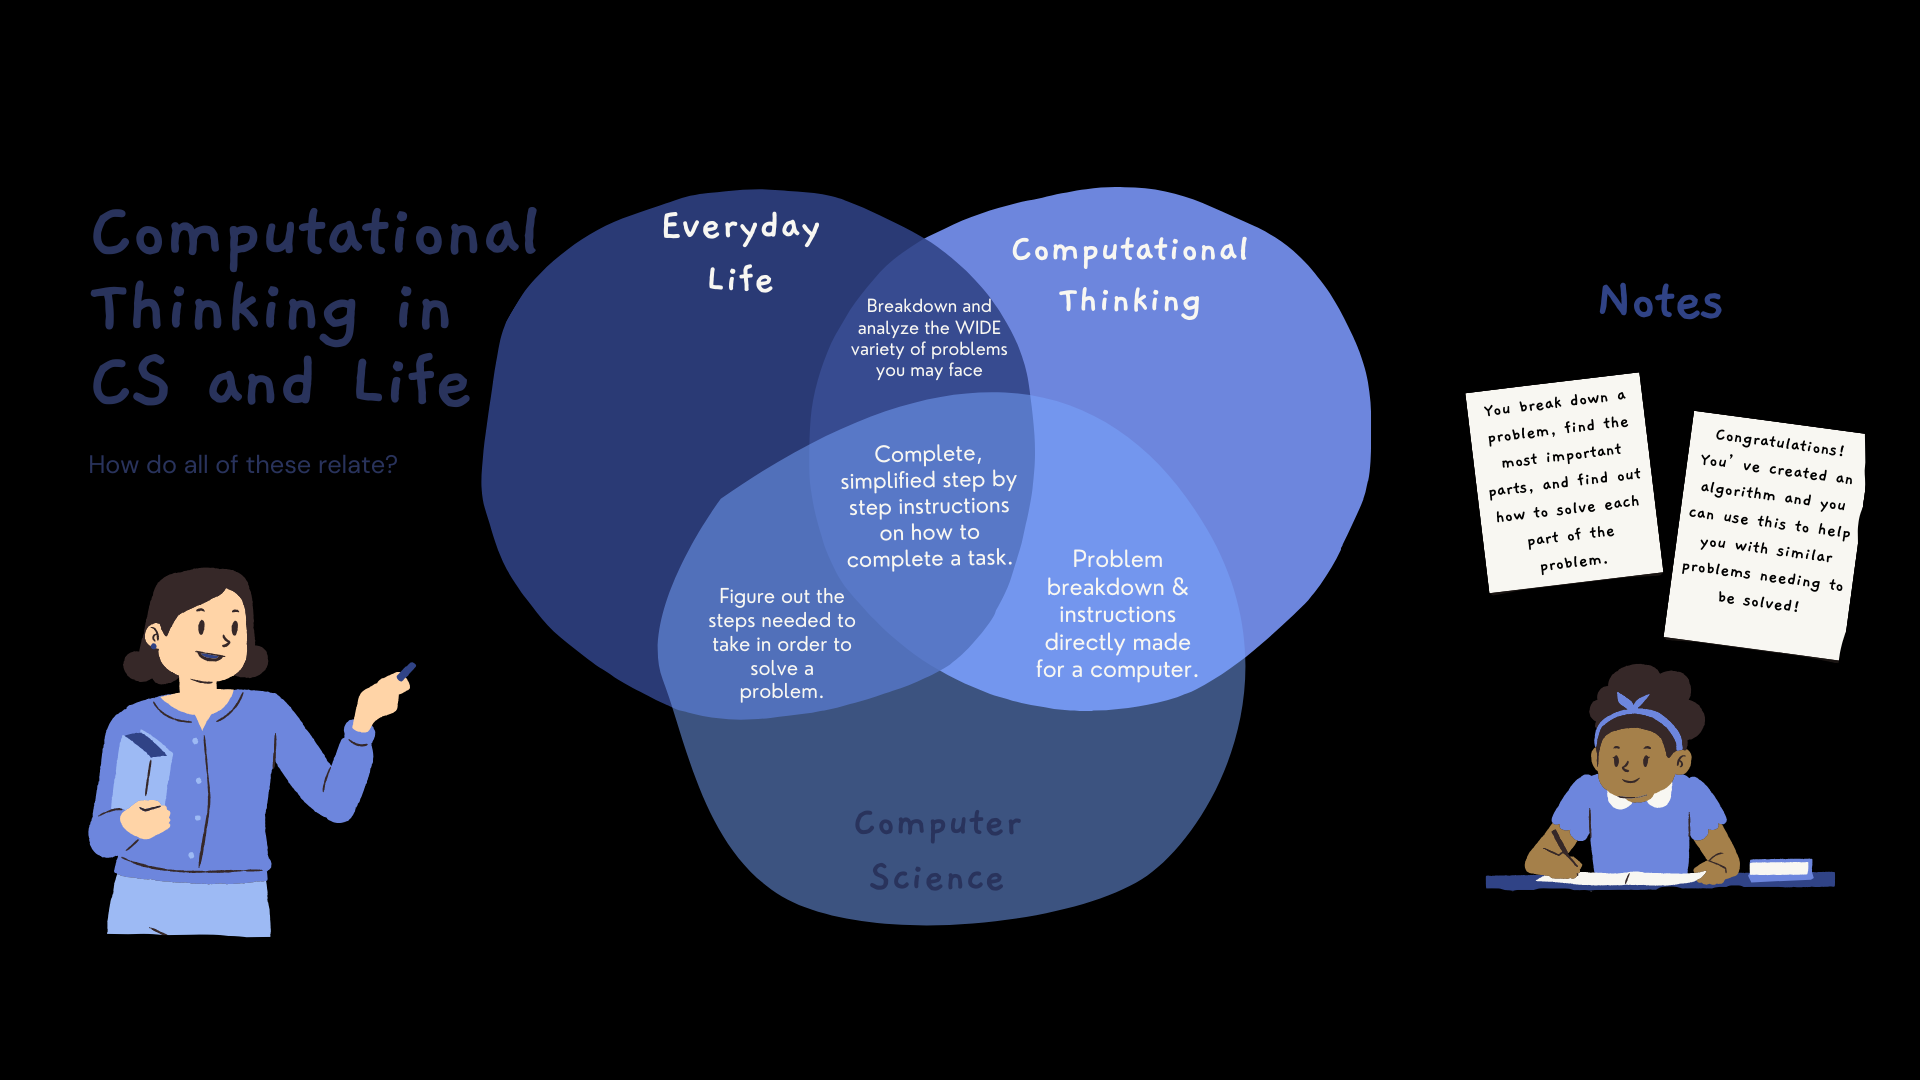 Computational
Thinking in
CS and Life
How do all of these relate?
Everyday
Life
Computational
Thinking
Breakdown and
analyze the WIDE
variety of problems
you may face
Complete,
simplified step by
step instructions
on how to
complete a task.
Figure out the
steps needed to
take in order to
solve a
problem.
Problem
breakdown &
instructions
directly made
for a computer.
Computer
Science
Notes
You break down a
problem, find the
most important
parts, and find out
how to solve each
part of the
problem.
Congratulations!
You’ ve created an
algorithm and you
can use this to help
you with similar
problems needing to
be solved!